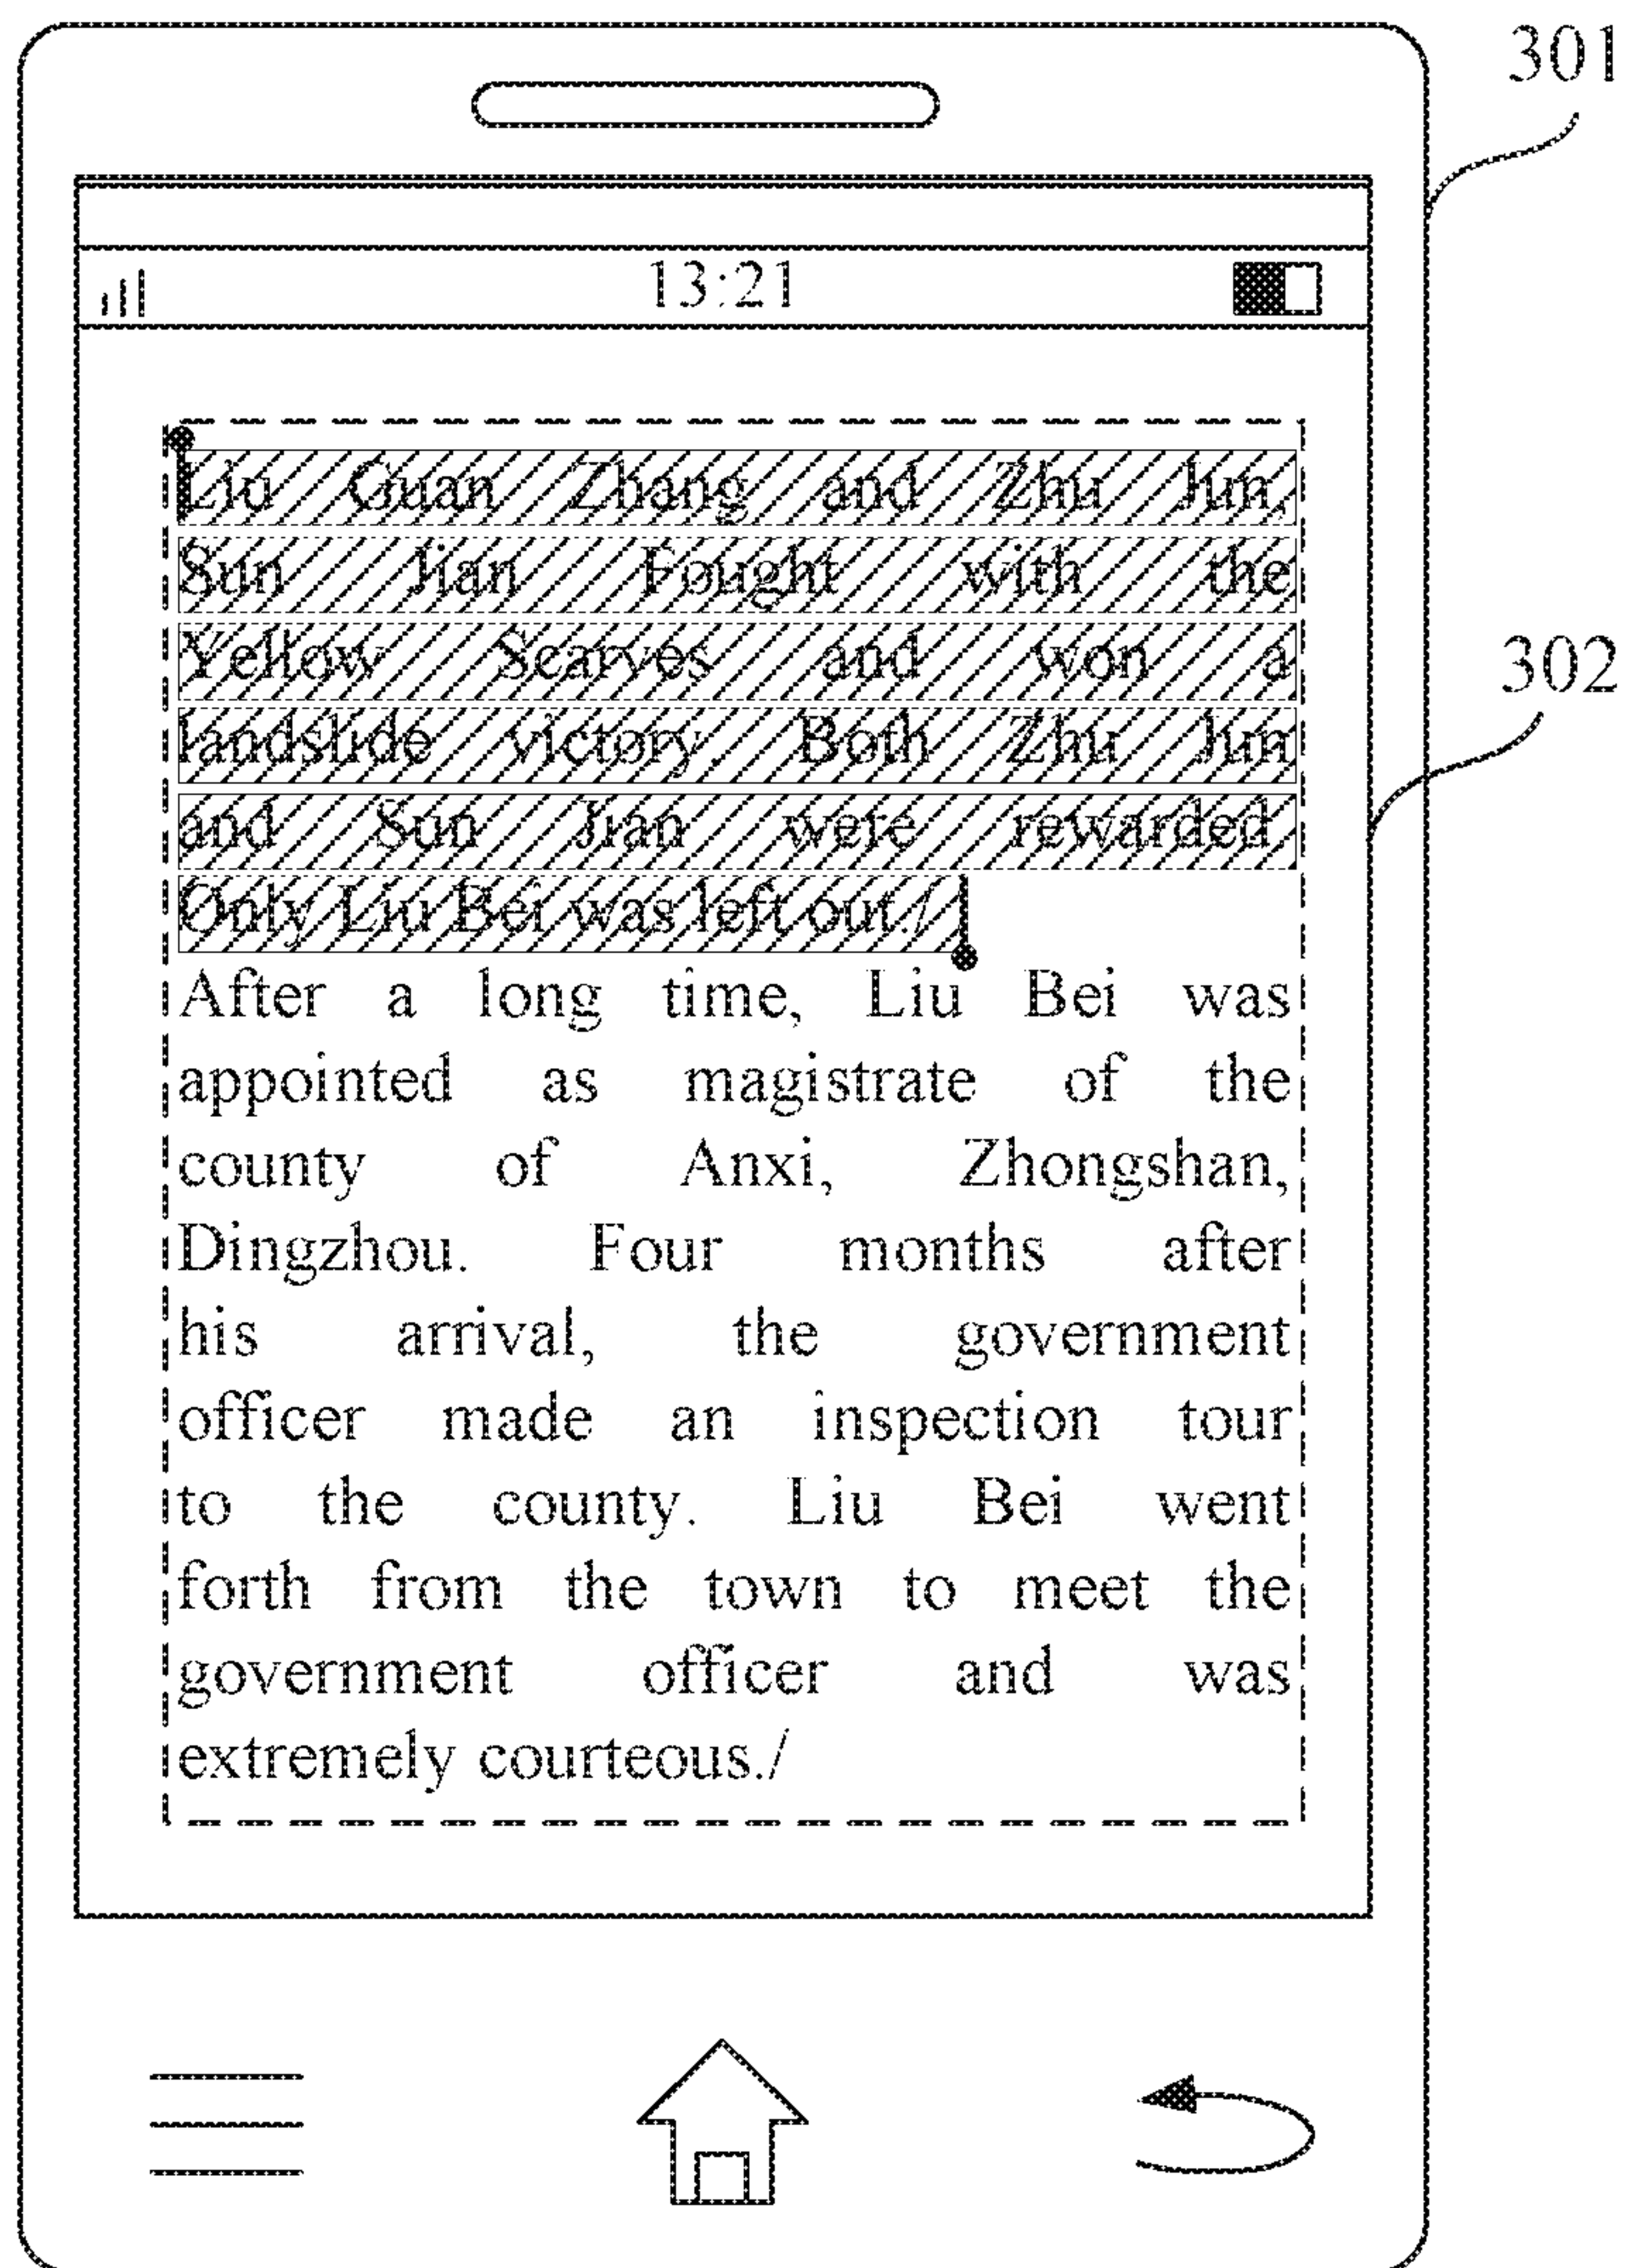 301
13:21
Liu Guan Zhang and Zhu Jun,
Sun Jian Fought with the
Yellow Scarves and won a
302
landslide victory. Both Zhu Jun
and Sun Jian were rewarded.
Only Liu Bei was left out./
After a long time, Liu Bei was
appointed as magistrate of the
county of Anxi, Zhongshan,
Dingzhou. Four months after
his arrival, the government
officer made an inspection tour
to the county. Liu Bei went
forth from the town to meet the
government officer and was
extremely courteous./